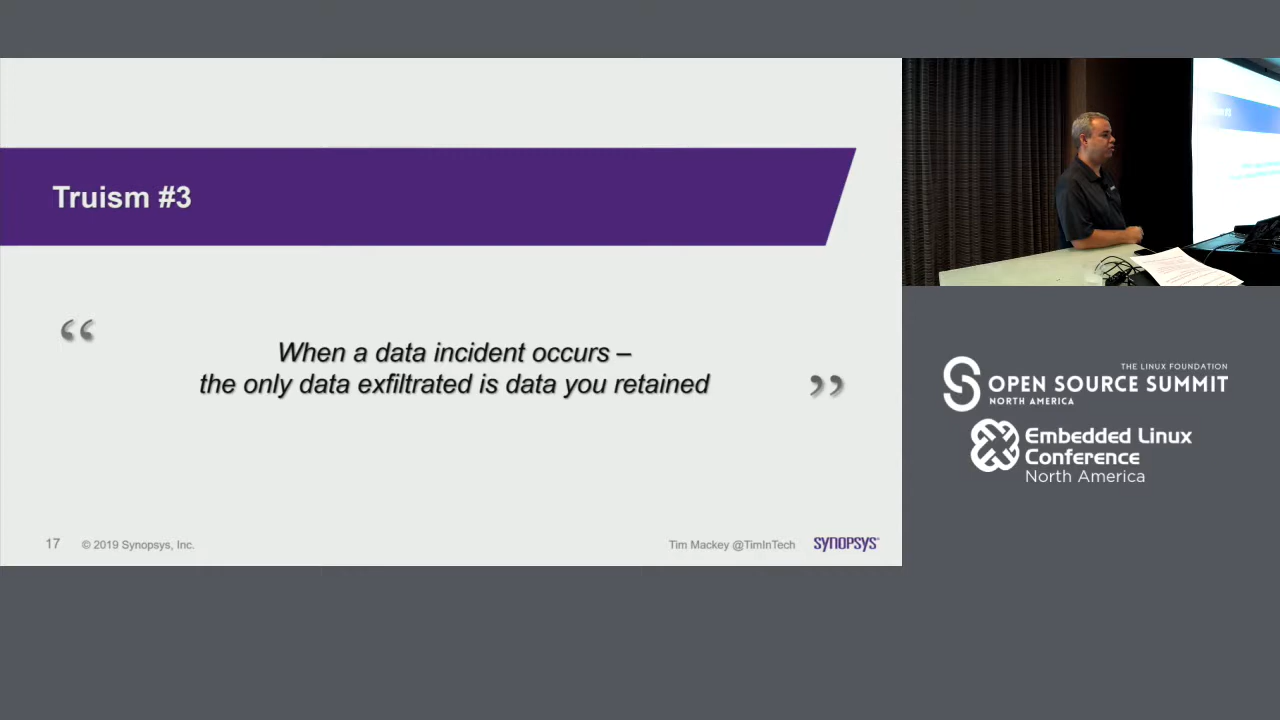 Truism #3
“
When a data incident occurs –
the only data exfiltrated is data you retained
”
17 © 2019 Synopsys, Inc. Tim Mackey @TimInTech SYNOPSYS®
THE LINUX FOUNDATION
OPEN SOURCE SUMMIT
NORTH AMERICA
Embedded Linux
Conference
North America